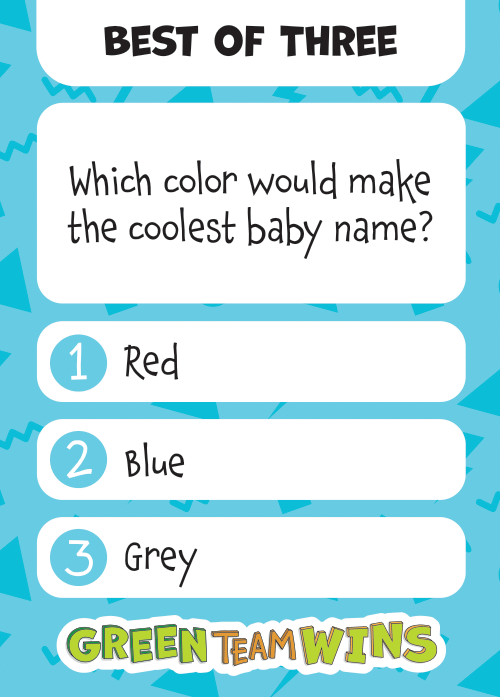 BEST OF THREE
Which color would make
the coolest baby name?
1 Red
2 Blue
3 Grey
GREEN TEAM WINS